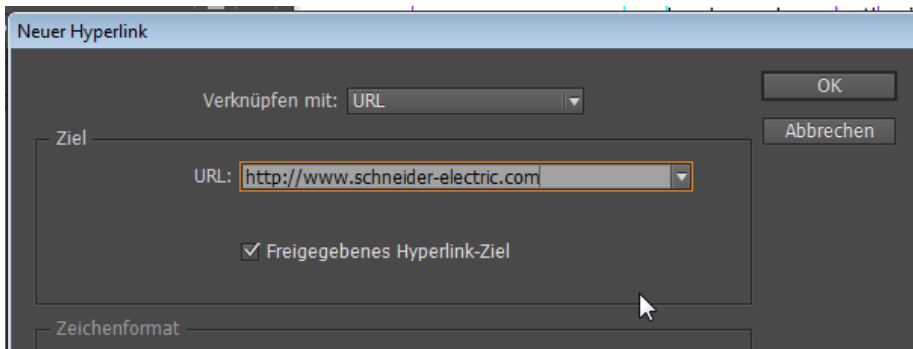 Neuer Hyperlink
Verknüpfen mit: URL
OK
Ziel
Abbrechen
URL: http://www.schneider-electric.com
Freigegebenes Hyperlink-Ziel
Zeichenformat